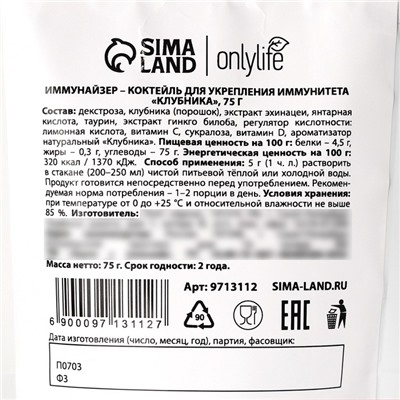 SIMA LAND
onlylife
ИММУНАЙЗЕР – КОКТЕЙЛЬ ДЛЯ УКРЕПЛЕНИЯ ИММУНИТЕТА
«КЛУБНИКА», 75 Г
Состав: декстроза, клубника (порошок), экстракт эхинацеи, янтарная
кислота, таурин, экстракт гинкго билоба, регулятор кислотности:
лимонная кислота, витамин С, сукралоза, витамин D, ароматизатор
натуральный «Клубника». Пищевая ценность на 100 г: белки – 4,5 г,
жиры – 0,3 г, углеводы – 75 г. Энергетическая ценность на 100 г:
320 ккал / 1370 кДж. Способ применения: 5 г (1 ч. л.) растворить
в стакане (200–250 мл) чистой питьевой тёплой или холодной воды.
Продукт готовится непосредственно перед употреблением. Рекомен-
дуемая норма потребления – 1–2 порции в день. Условия хранения:
при температуре от 0 до +25 °С и относительной влажности не выше
85 %. Изготовитель:
Масса нетто: 75 г. Срок годности: 2 года.
Арт: 9713112 SIMA-LAND.RU
90
EAC
6 900097 131127
Дата изготовления (число, месяц, год), партия, фасовщик:
П0703
Ф3